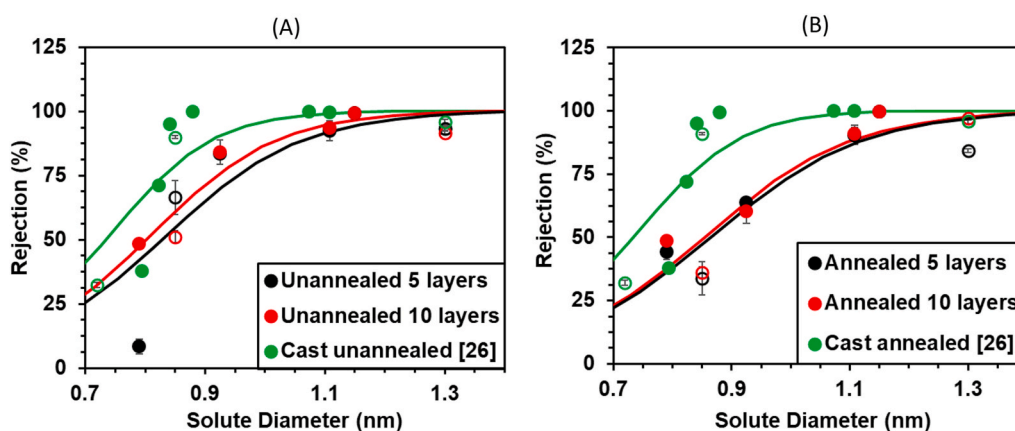 (A)
125
100
75
50
25
0
Rejection (%)
0.7 0.9 1.1 1.3
Solute Diameter (nm)
Unannealed 5 layers
Unannealed 10 layers
Cast unannealed [26]
(B)
125
100
75
50
25
0
Rejection (%)
0.7 0.9 1.1 1.3
Solute Diameter (nm)
Annealed 5 layers
Annealed 10 layers
Cast annealed [26]